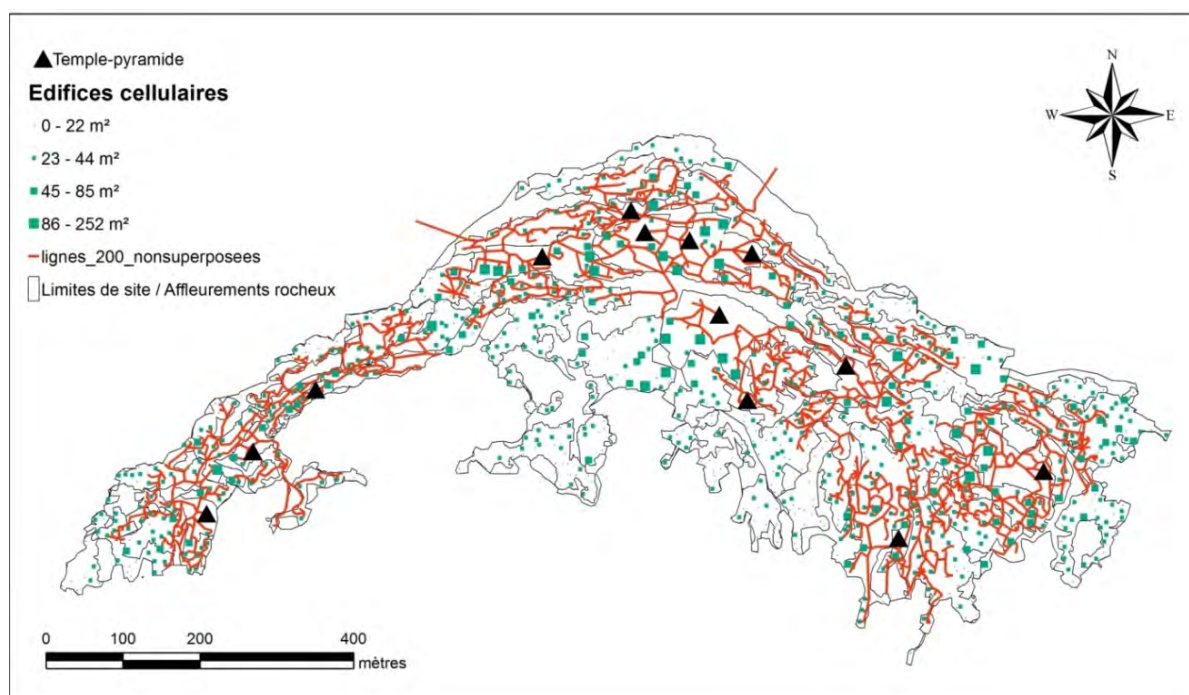 Temple-pyramide
Edifices cellulaires
0 - 22 m²
23 - 44 m²
45 - 85 m²
86 - 252 m²
lignes_200_nonsuperposees
Limites de site / Affleurements rocheux
N
W E
S
0 100 200 400
mètres